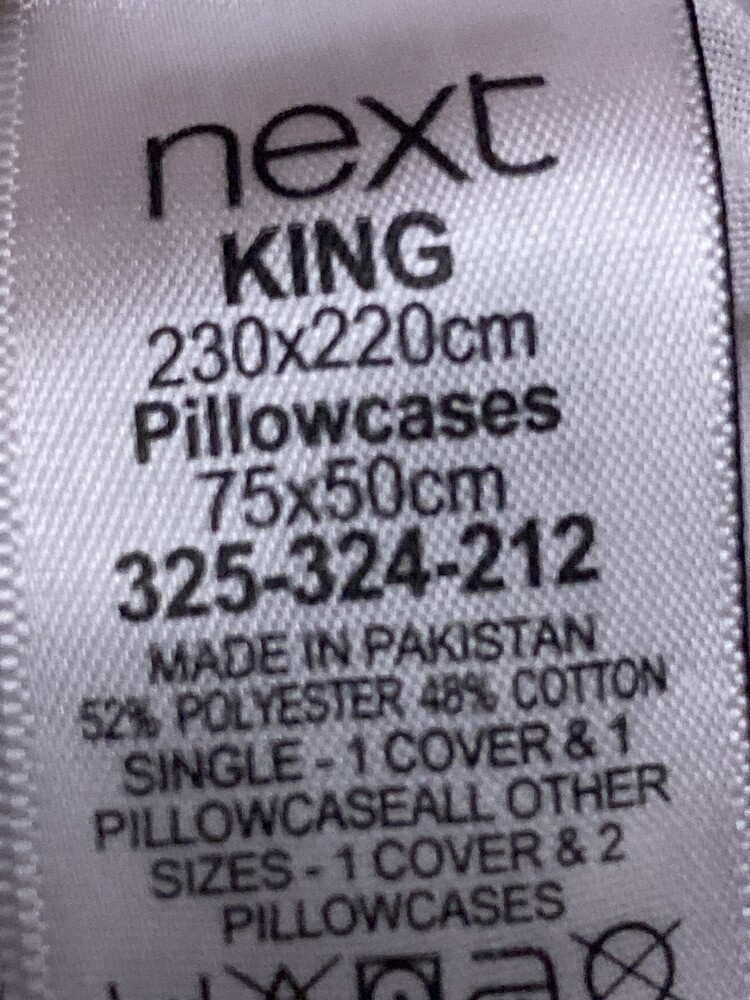 next
KING
230x220cm
Pillowcases
75x50cm
325-324-212
MADE IN PAKISTAN
52% POLYESTER 48% COTTON
SINGLE - 1 COVER & 1
PILLOWCASEALL OTHER
SIZES - 1 COVER & 2
PILLOWCASES